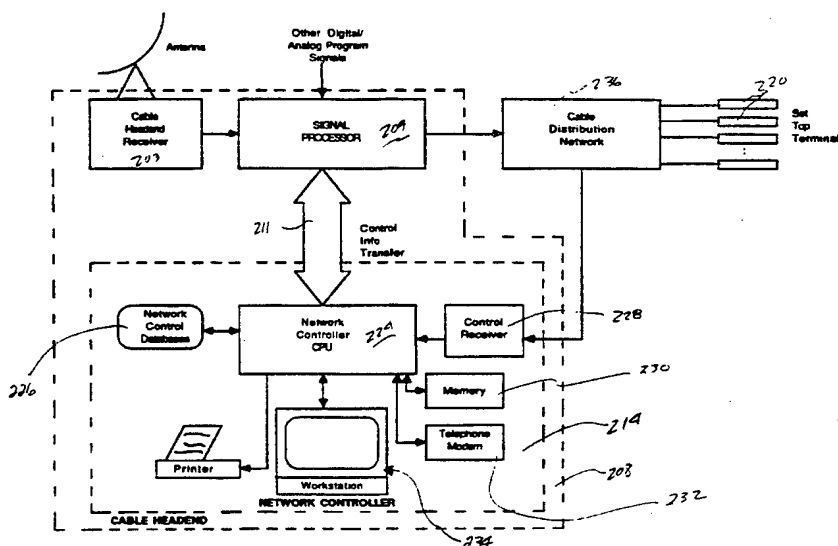 Antenna
Other Digital/
Analog Program
Signals
Cable
Headend
Receiver
203
SIGNAL
PROCESSOR
209
236
Cable
Distribution
Network
220
Set
Top
Terminal
211
Control
Info
Transfer
Network
Control
Databases
Network
Controller
CPU
224
Control
Receiver
228
226
Memory
230
Telephone
Modem
214
208
232
Printer
Workstation
NETWORK CONTROLLER
CABLE HEADEND
234